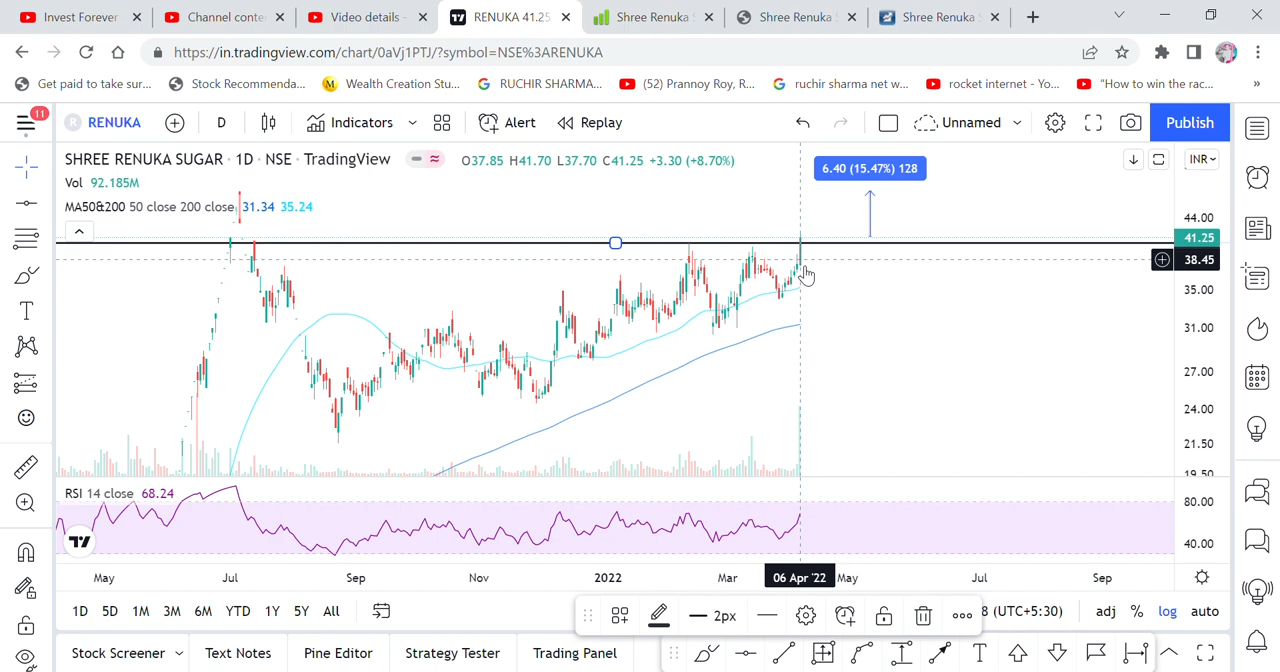 Invest Forever
Channel conte
Video details -
RENUKA 41.25
Shree Renuka S
Shree Renuka S
Shree Renuka S
https://in.tradingview.com/chart/0aVj1PTJ/?symbol=NSE%3ARENUKA
Get paid to take sur...
Stock Recommenda...
Wealth Creation Stu...
RUCHIR SHARMA...
(52) Prannoy Roy, R...
ruchir sharma net w...
rocket internet - Yo...
"How to win the rac...
»
11
R RENUKA
D
Indicators
Alert
Replay
Unnamed
Publish
SHREE RENUKA SUGAR · 1D · NSE · TradingView
O37.85 H41.70 L37.70 C41.25 +3.30 (+8.70%)
6.40 (15.47%) 128
INR
Vol 92.185M
MA50&200 50 close 200 close 31.34 35.24
44.00
41.25
38.45
35.00
31.00
27.00
24.00
21.50
19.50
RSI 14 close 68.24
80.00
40.00
May
Jul
Sep
Nov
2022
Mar
06 Apr '22
May
Jul
Sep
1D 5D 1M 3M 6M YTD 1Y 5Y All
2px
8 (UTC+5:30)
adj % log auto
Stock Screener
Text Notes
Pine Editor
Strategy Tester
Trading Panel